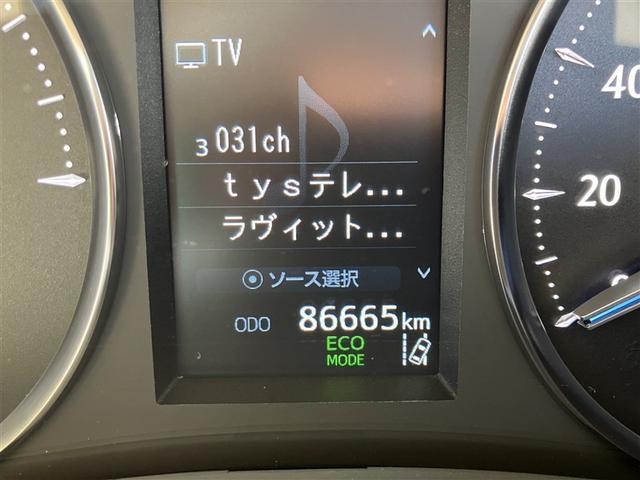 TV
3 031ch
ｔｙｓテレ...
ラヴィット...
ソース選択
ODO 86665km
ECO
MODE
40
20